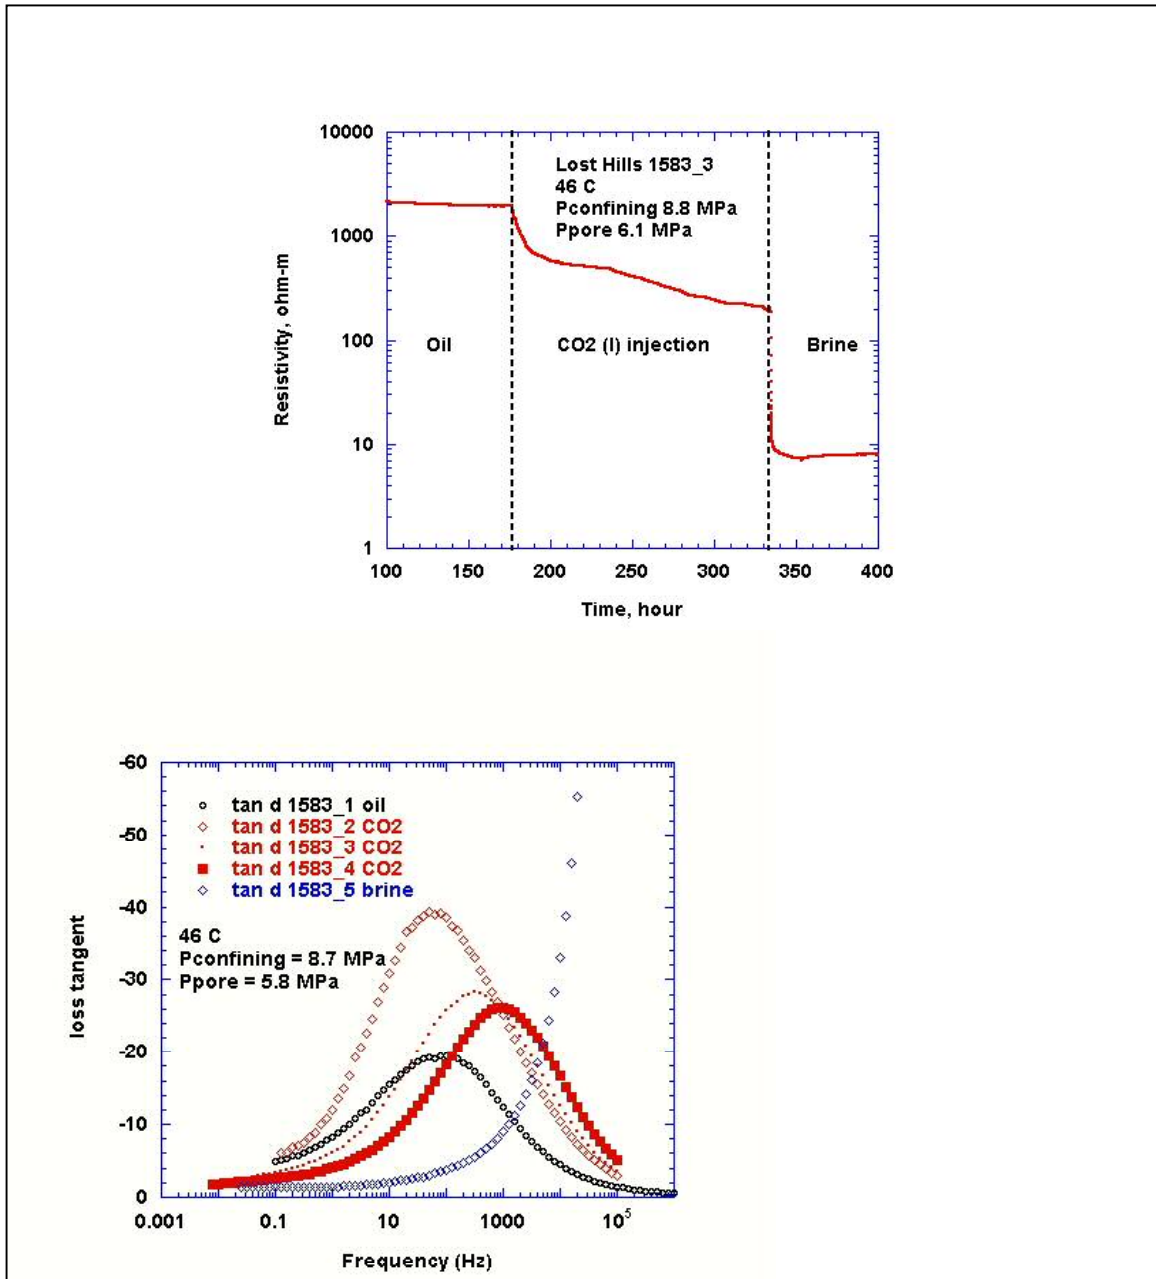 10000
1000
100
10
1
Resistivity, ohm-m
Lost Hills 1583_3
46 C
Pconfining 8.8 MPa
Ppore 6.1 MPa
Oil
CO2 (l) injection
Brine
100
150
200
250
300
350
400
Time, hour
-60
-50
-40
-30
-20
-10
0
loss tangent
tan d 1583_1 oil
tan d 1583_2 CO2
tan d 1583_3 CO2
tan d 1583_4 CO2
tan d 1583_5 brine
46 C
Pconfining = 8.7 MPa
Ppore = 5.8 MPa
0.001
0.1
10
1000
10⁵
Frequency (Hz)